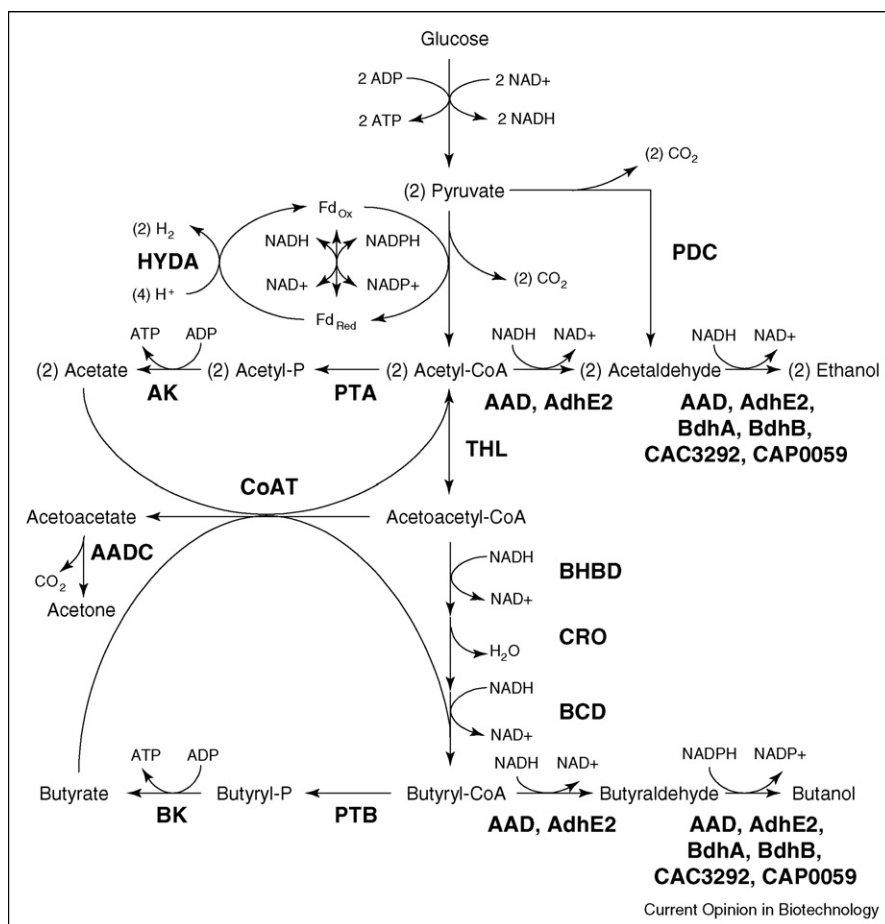 Glucose
2 ADP
2 NAD+
2 ATP
2 NADH
(2) CO₂
(2) Pyruvate
Fd_Ox
(2) H₂
NADH
NADPH
HYDA
PDC
(2) CO₂
(4) H⁺
NAD+
NADP+
Fd_Red
ATP
ADP
NADH
NAD+
NADH
NAD+
(2) Acetate
(2) Acetyl-P
(2) Acetyl-CoA
(2) Acetaldehyde
(2) Ethanol
AK
PTA
AAD, AdhE2
AAD, AdhE2,
BdhA, BdhB,
CAC3292, CAP0059
THL
CoAT
Acetoacetate
Acetoacetyl-CoA
AADC
CO₂
Acetone
NADH
BHBD
NAD+
CRO
H₂O
NADH
BCD
NAD+
ATP
ADP
NADH
NAD+
NADPH
NADP+
Butyrate
Butyryl-P
Butyryl-CoA
Butyraldehyde
Butanol
BK
PTB
AAD, AdhE2
AAD, AdhE2,
BdhA, BdhB,
CAC3292, CAP0059
Current Opinion in Biotechnology